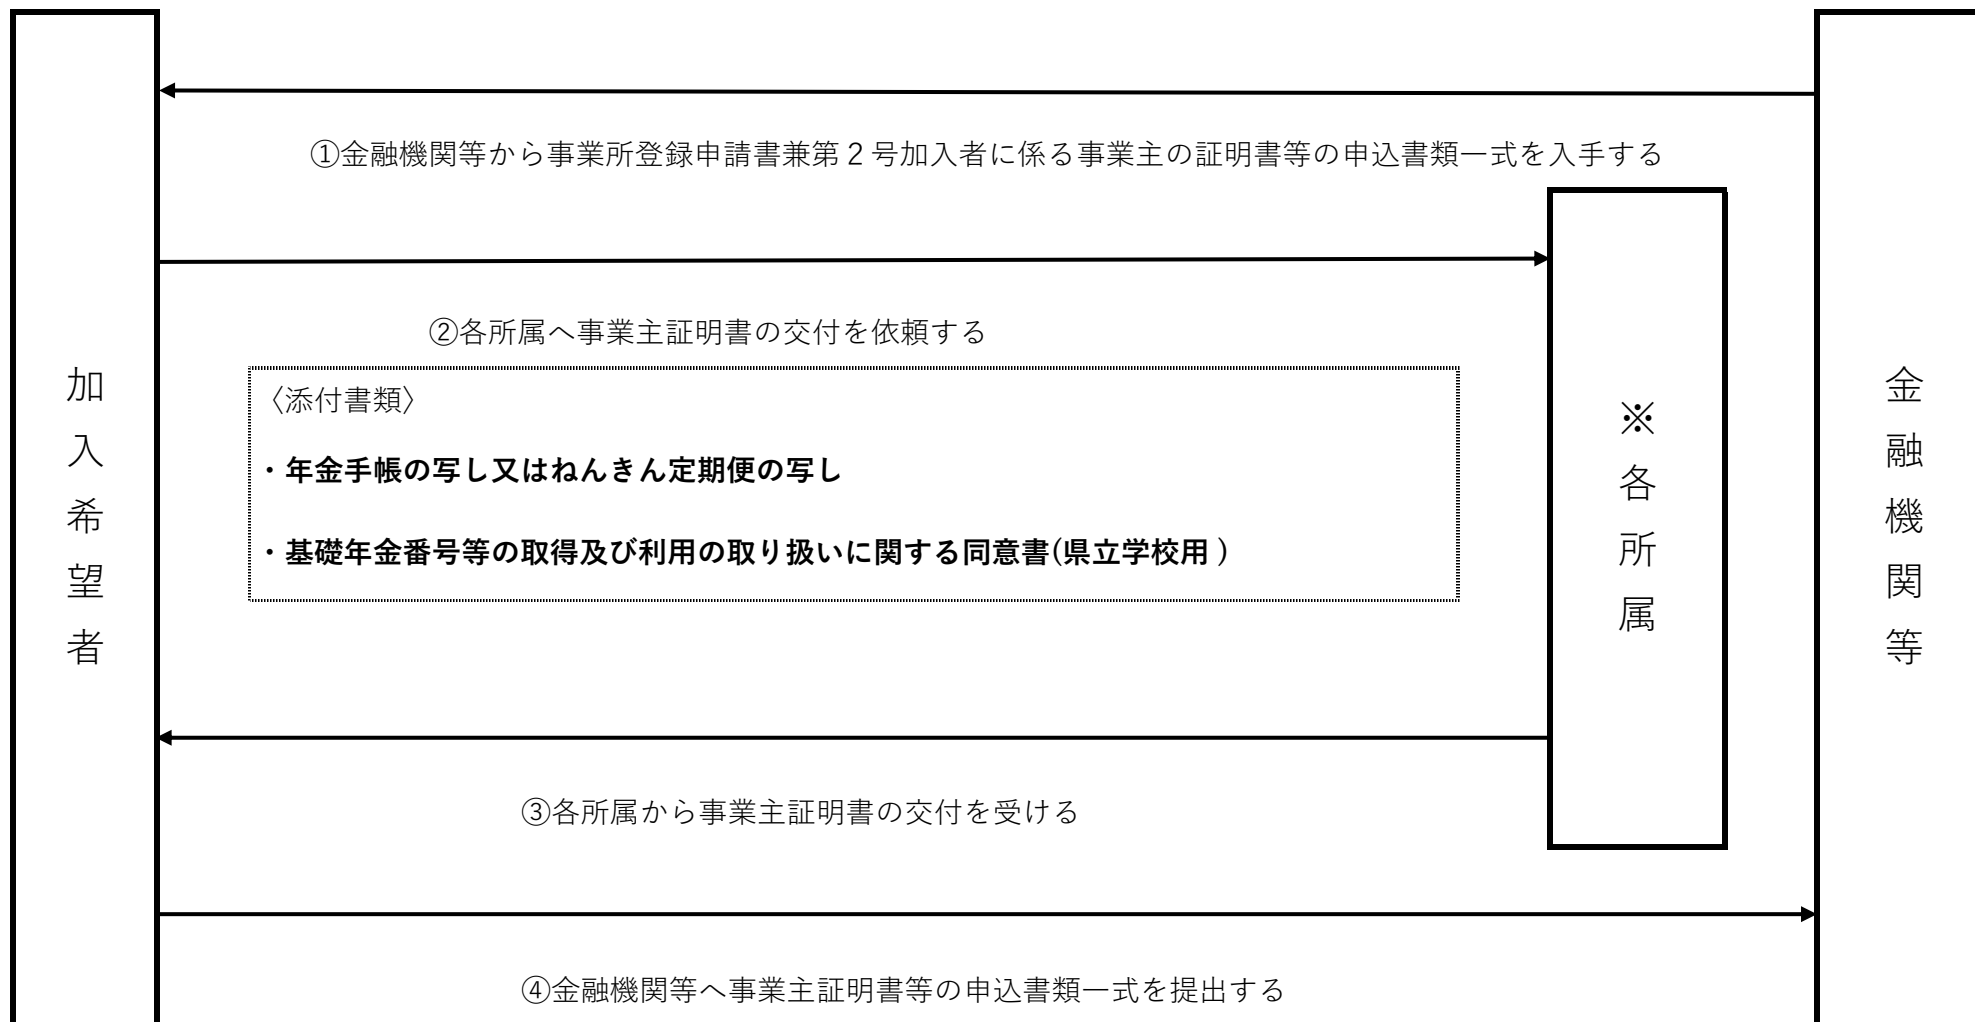 ①金融機関等から事業所登録申請書兼第２号加入者に係る事業主の証明書等の申込書類一式を入手する
②各所属へ事業主証明書の交付を依頼する
〈添付書類〉
・年金手帳の写し又はねんきん定期便の写し
・基礎年金番号等の取得及び利用の取り扱いに関する同意書(県立学校用)
加入希望者
※各所属
金融機関等
③各所属から事業主証明書の交付を受ける
④金融機関等へ事業主証明書等の申込書類一式を提出する